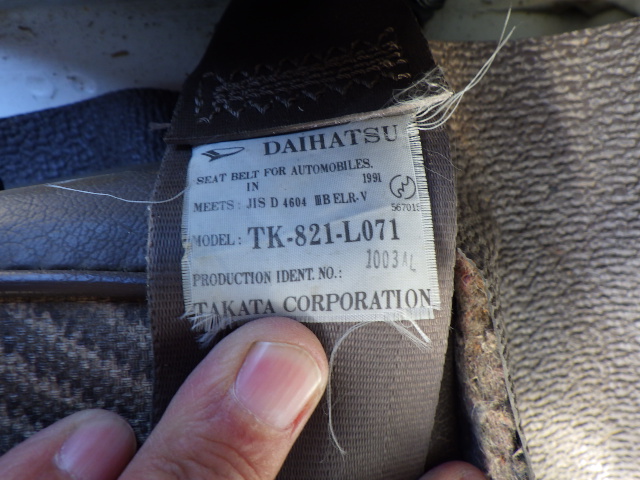 DAIHATSU
SEAT BELT FOR AUTOMOBILES.
IN 1991
MEETS: JIS D 4604 ⅢB ELR-V
MODEL: TK-821-L071
PRODUCTION IDENT. NO.: 1003AL
TAKATA CORPORATION